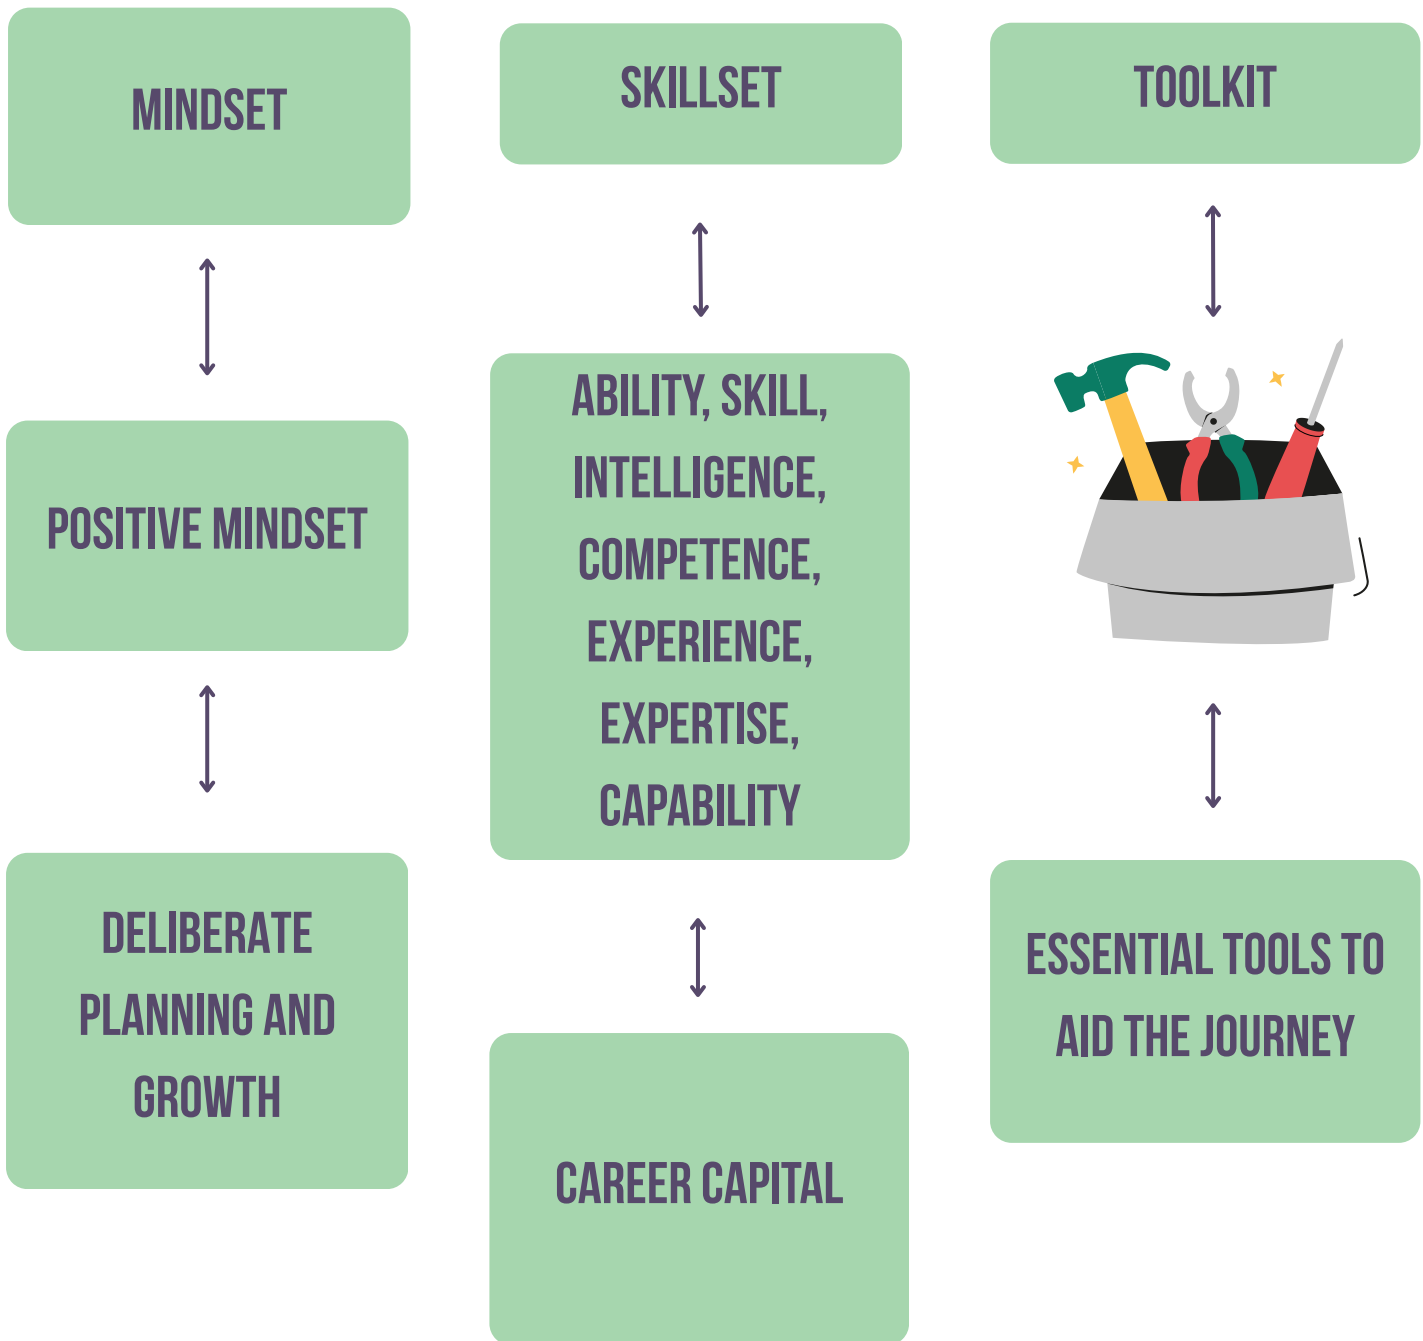 MINDSET
POSITIVE MINDSET
DELIBERATE
PLANNING AND
GROWTH
SKILLSET
ABILITY, SKILL,
INTELLIGENCE,
COMPETENCE,
EXPERIENCE,
EXPERTISE,
CAPABILITY
CAREER CAPITAL
TOOLKIT
ESSENTIAL TOOLS TO
AID THE JOURNEY